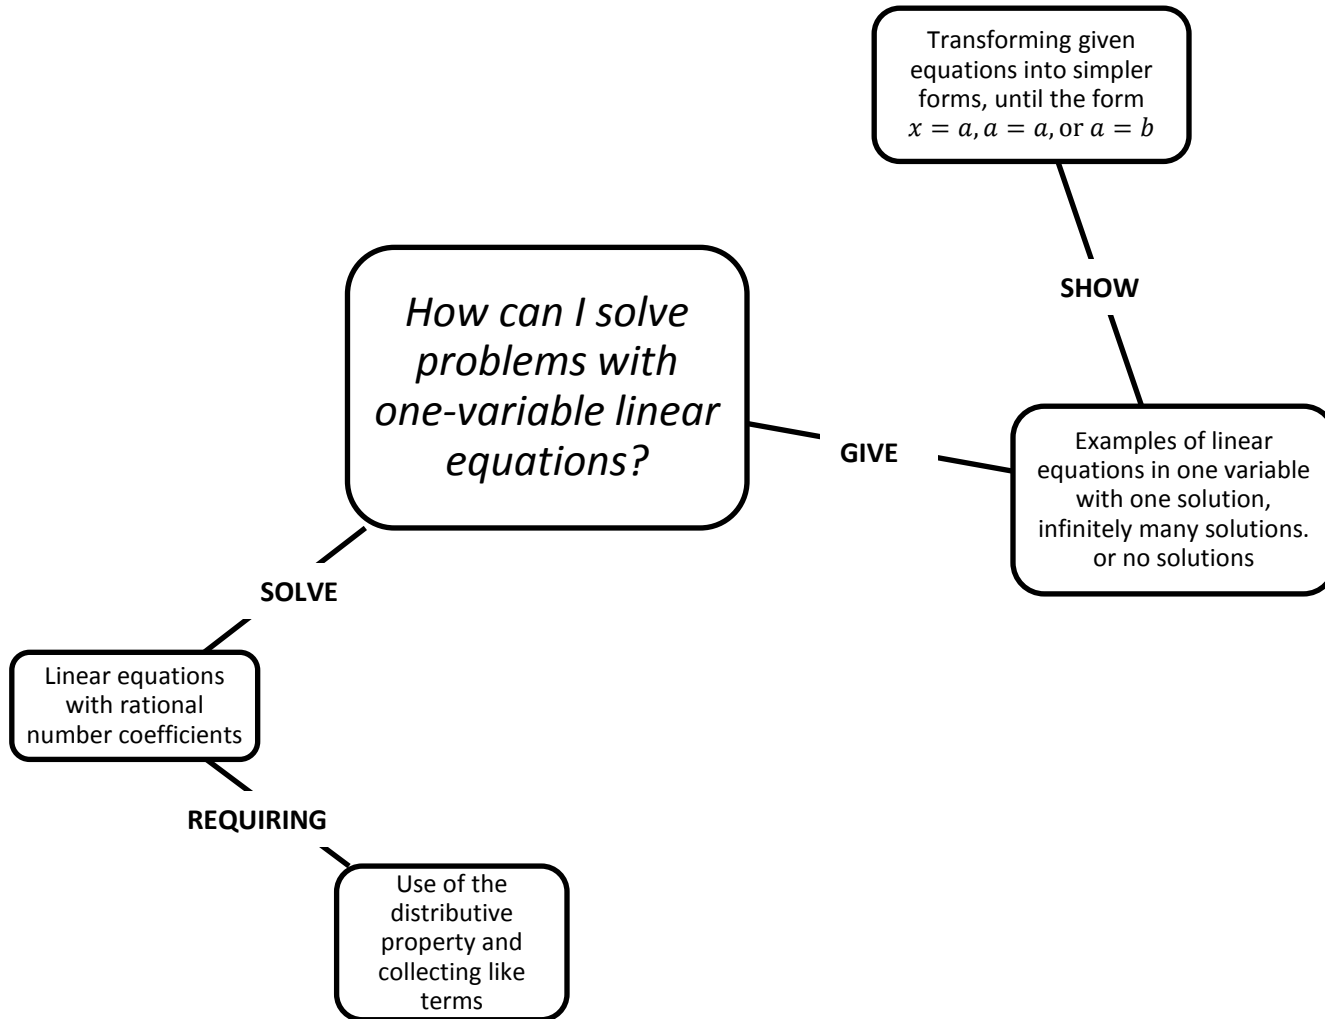 Transforming given
equations into simpler
forms, until the form
x = a, a = a, or a = b
SHOW
How can I solve
problems with
one-variable linear
equations?
GIVE
Examples of linear
equations in one variable
with one solution,
infinitely many solutions.
or no solutions
SOLVE
Linear equations
with rational
number coefficients
REQUIRING
Use of the
distributive
property and
collecting like
terms